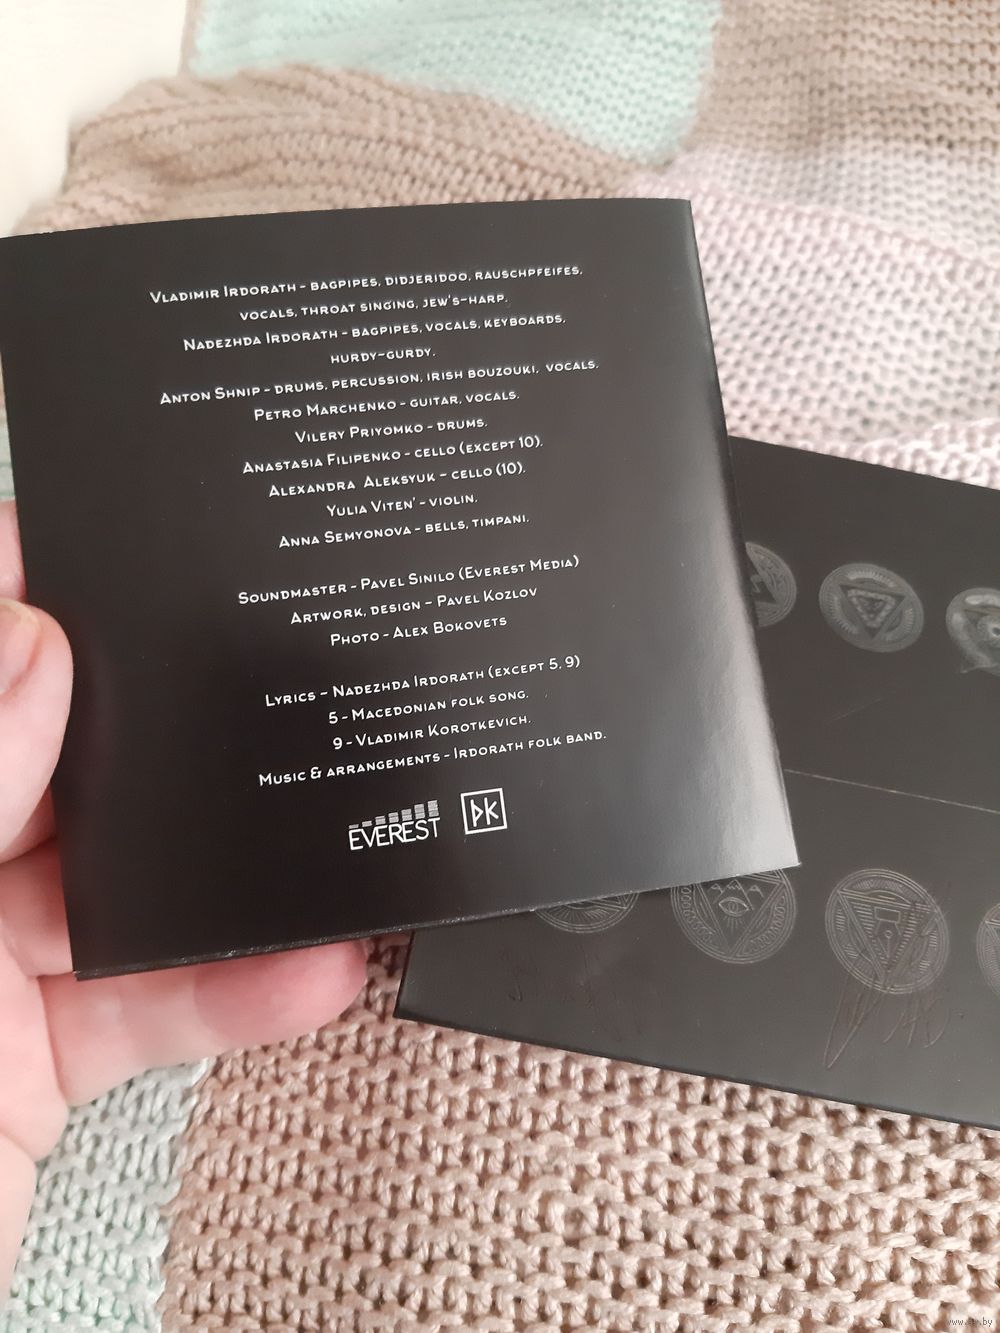 Vladimir Irdorath - bagpipes, didjeridoo, rauschpfeifes,
vocals, throat singing, jew's-harp.
Nadezhda Irdorath - bagpipes, vocals, keyboards,
hurdy-gurdy.
Anton Shnip - drums, percussion, irish bouzouki, vocals.
Petro Marchenko - guitar, vocals.
Vilery Priyomko - drums.
Anastasia Filipenko - cello (except 10).
Alexandra Aleksyuk - cello (10).
Yulia Viten' - violin.
Anna Semyonova - bells, timpani.
Soundmaster - Pavel Sinilo (Everest Media)
Artwork, design - Pavel Kozlov
Photo - Alex Bokovets
Lyrics - Nadezhda Irdorath (except 5, 9)
5 - Macedonian folk song.
9 - Vladimir Korotkevich.
Music & arrangements - Irdorath folk band.
EVEREST